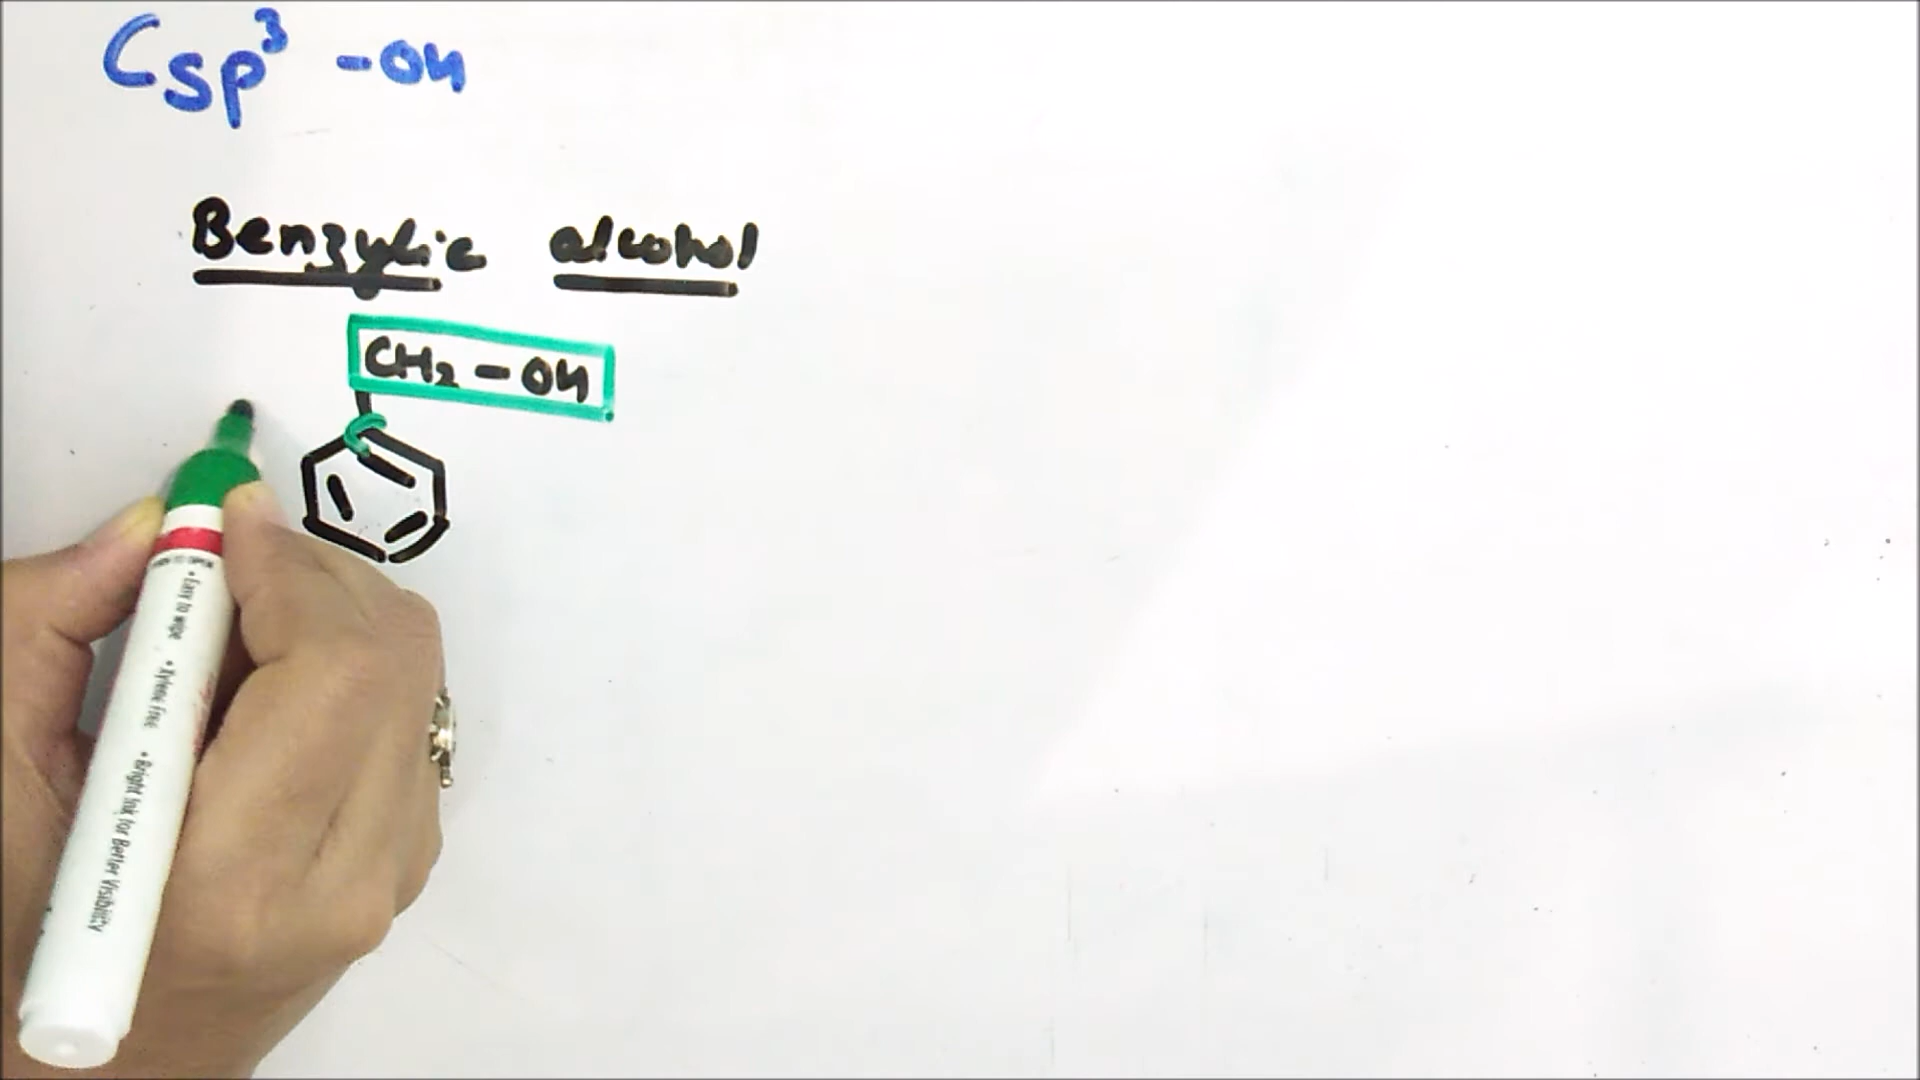 Csp³ -OH
Benzylic alcohol
CH₂-OH
• Easy to wipe • Xylene Free • Bright Ink for Better Visibility